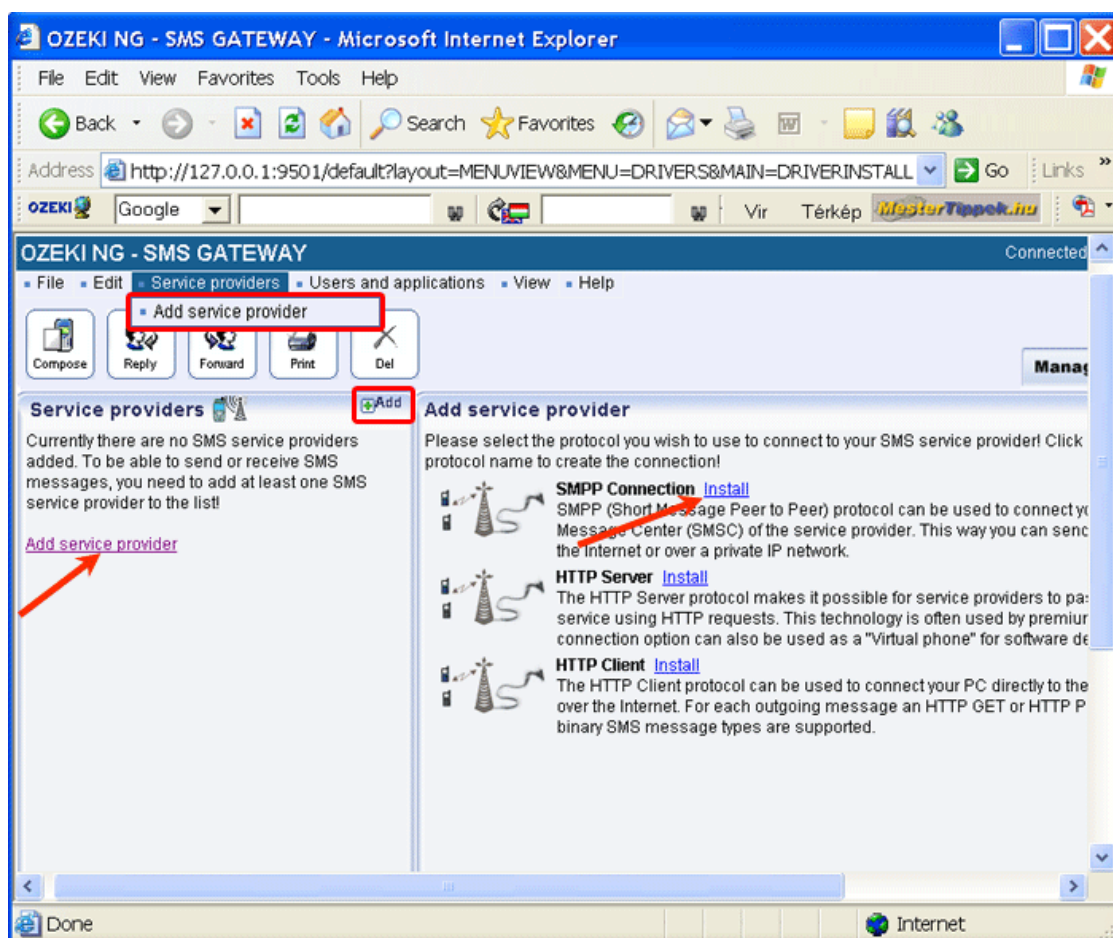 OZEKI NG - SMS GATEWAY - Microsoft Internet Explorer
File Edit View Favorites Tools Help
Back Search Favorites
Address http://127.0.0.1:9501/default?layout=MENUVIEW&MENU=DRIVERS&MAIN=DRIVERINSTALL Go Links »
OZEKI Google Vir Térkép MesterTippek.hu
OZEKI NG - SMS GATEWAY Connected
File Edit Service providers Users and applications View Help
Add service provider
Compose Reply Forward Print Del
Manag
Service providers Add
Currently there are no SMS service providers
added. To be able to send or receive SMS
messages, you need to add at least one SMS
service provider to the list!
Add service provider
Add service provider
Please select the protocol you wish to use to connect to your SMS service provider! Click
protocol name to create the connection!
SMPP Connection Install
SMPP (Short Message Peer to Peer) protocol can be used to connect yo
Message Center (SMSC) of the service provider. This way you can send
the Internet or over a private IP network.
HTTP Server Install
The HTTP Server protocol makes it possible for service providers to pa
service using HTTP requests. This technology is often used by premiu
connection option can also be used as a "Virtual phone" for software de
HTTP Client Install
The HTTP Client protocol can be used to connect your PC directly to the
over the Internet. For each outgoing message an HTTP GET or HTTP P
binary SMS message types are supported.
Done Internet